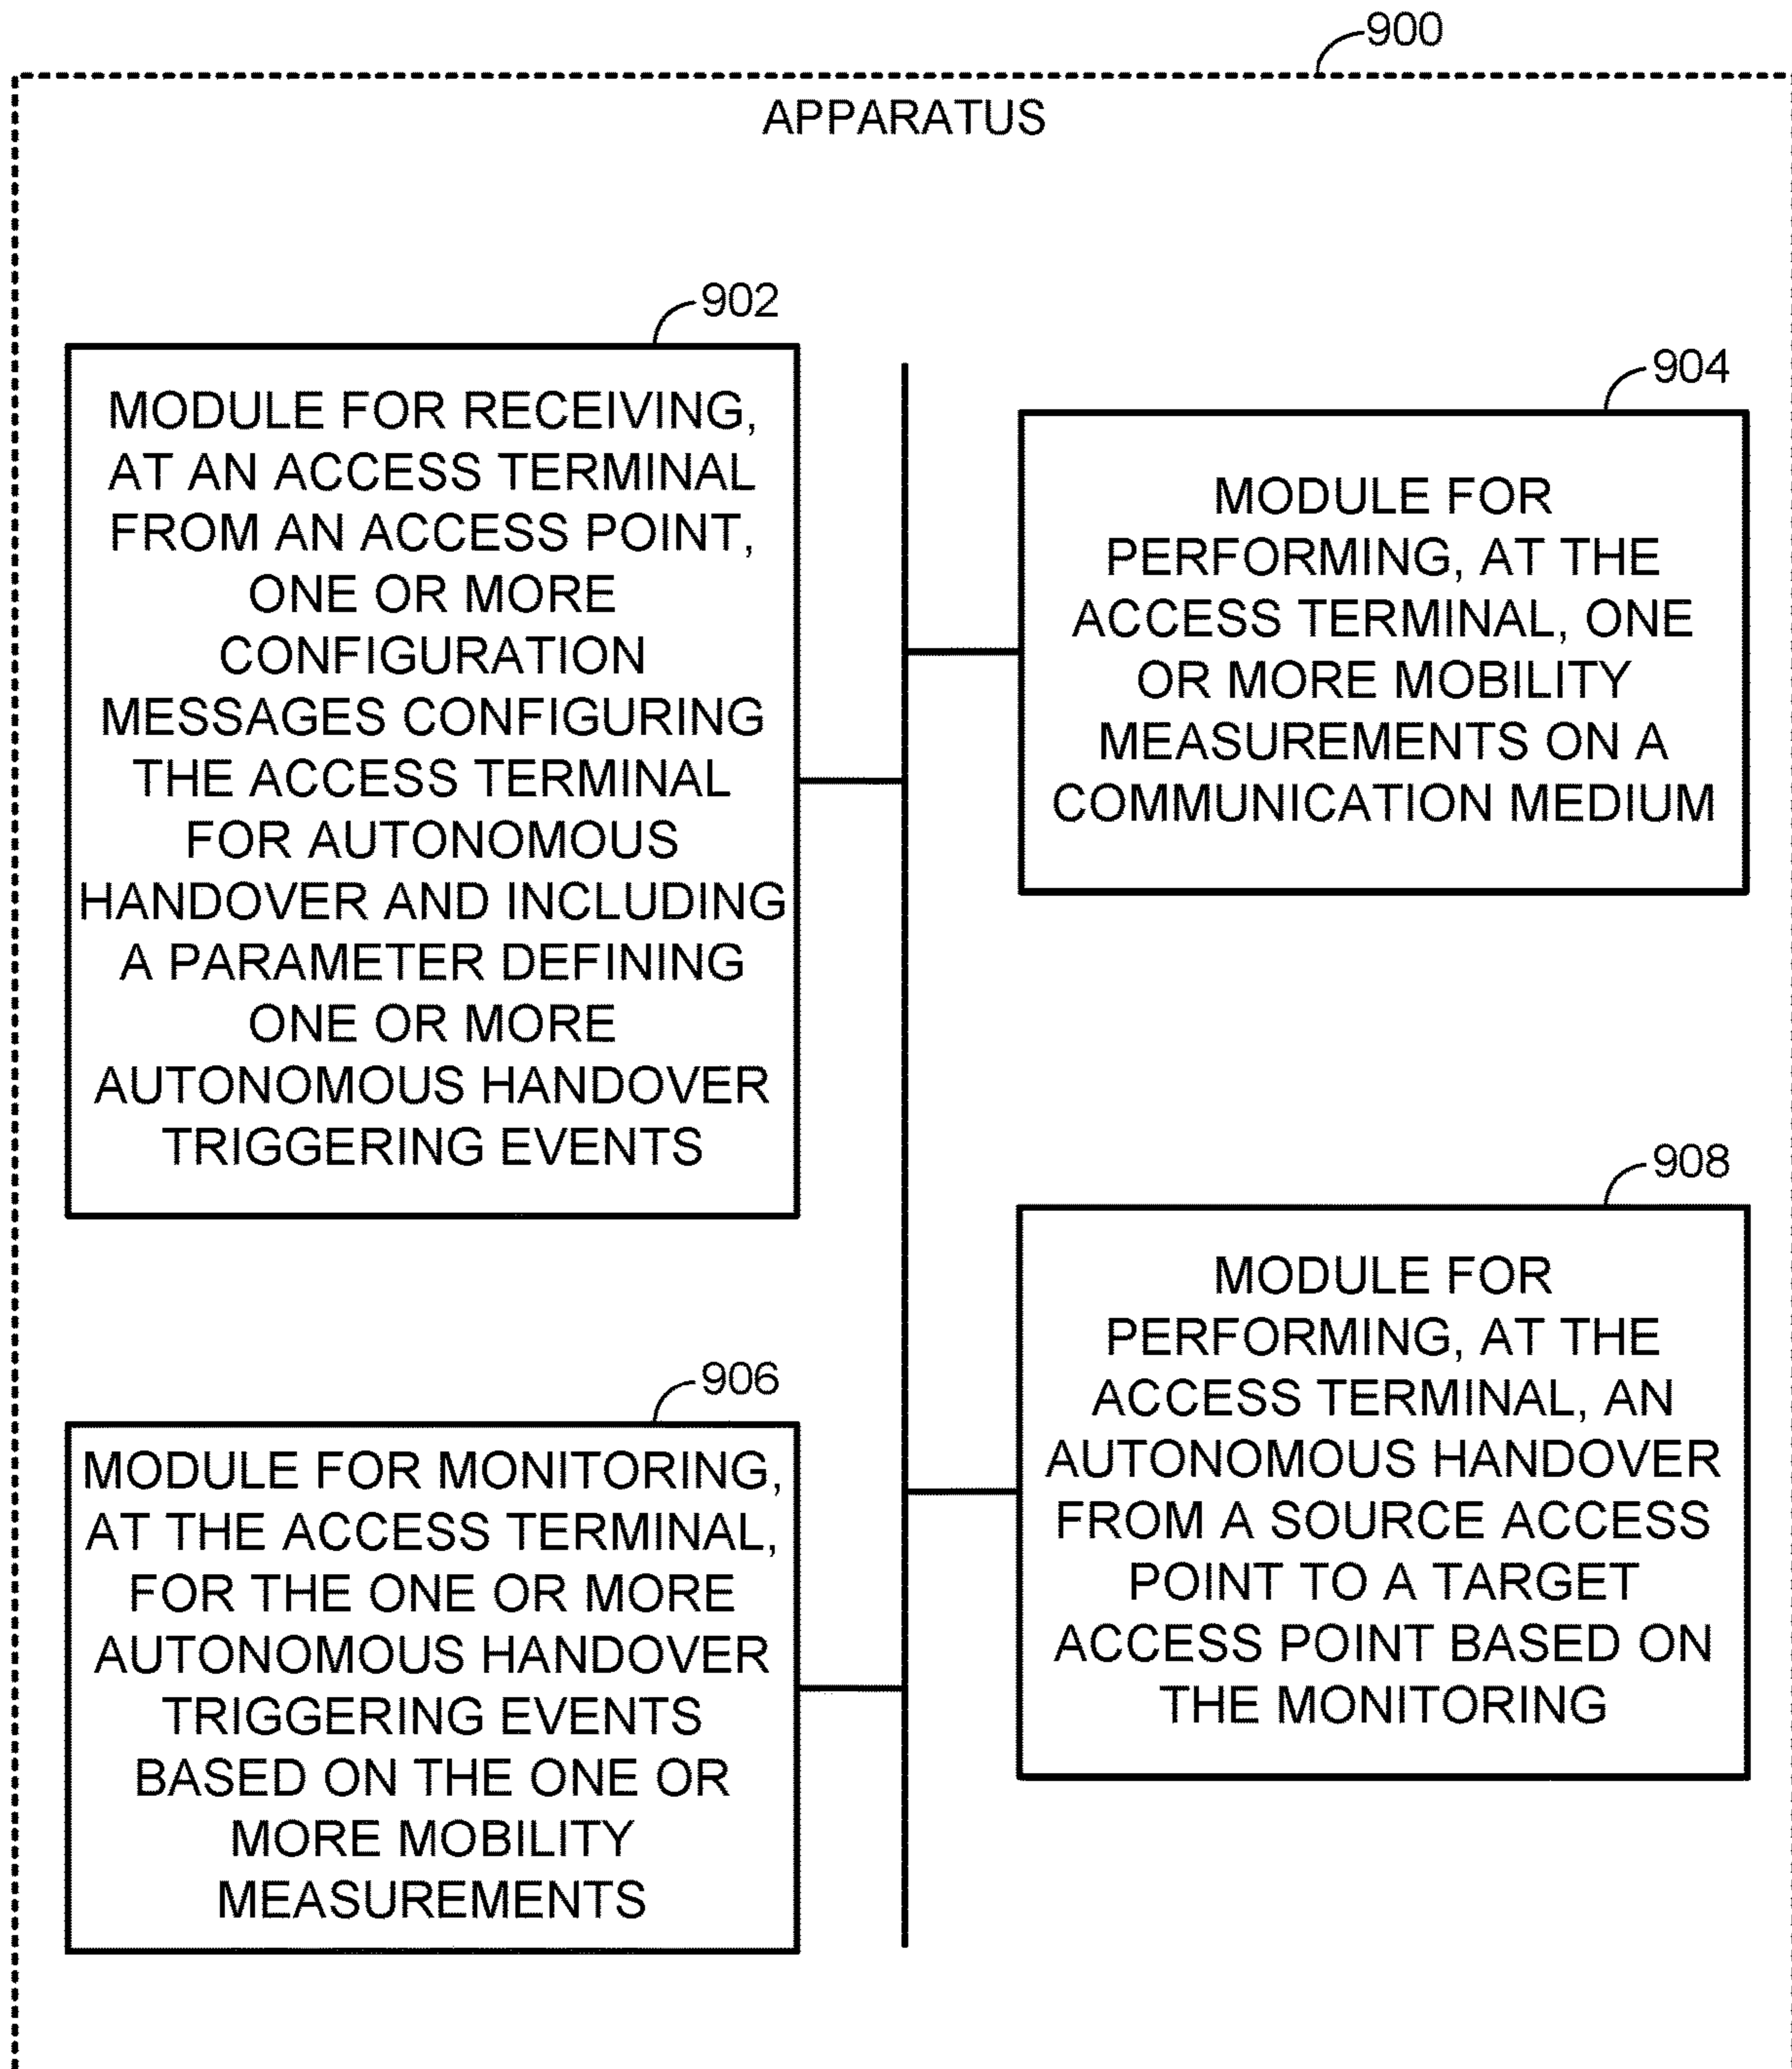 900
APPARATUS
902
MODULE FOR RECEIVING,
AT AN ACCESS TERMINAL
FROM AN ACCESS POINT,
ONE OR MORE
CONFIGURATION
MESSAGES CONFIGURING
THE ACCESS TERMINAL
FOR AUTONOMOUS
HANDOVER AND INCLUDING
A PARAMETER DEFINING
ONE OR MORE
AUTONOMOUS HANDOVER
TRIGGERING EVENTS
904
MODULE FOR
PERFORMING, AT THE
ACCESS TERMINAL, ONE
OR MORE MOBILITY
MEASUREMENTS ON A
COMMUNICATION MEDIUM
906
MODULE FOR MONITORING,
AT THE ACCESS TERMINAL,
FOR THE ONE OR MORE
AUTONOMOUS HANDOVER
TRIGGERING EVENTS
BASED ON THE ONE OR
MORE MOBILITY
MEASUREMENTS
908
MODULE FOR
PERFORMING, AT THE
ACCESS TERMINAL, AN
AUTONOMOUS HANDOVER
FROM A SOURCE ACCESS
POINT TO A TARGET
ACCESS POINT BASED ON
THE MONITORING